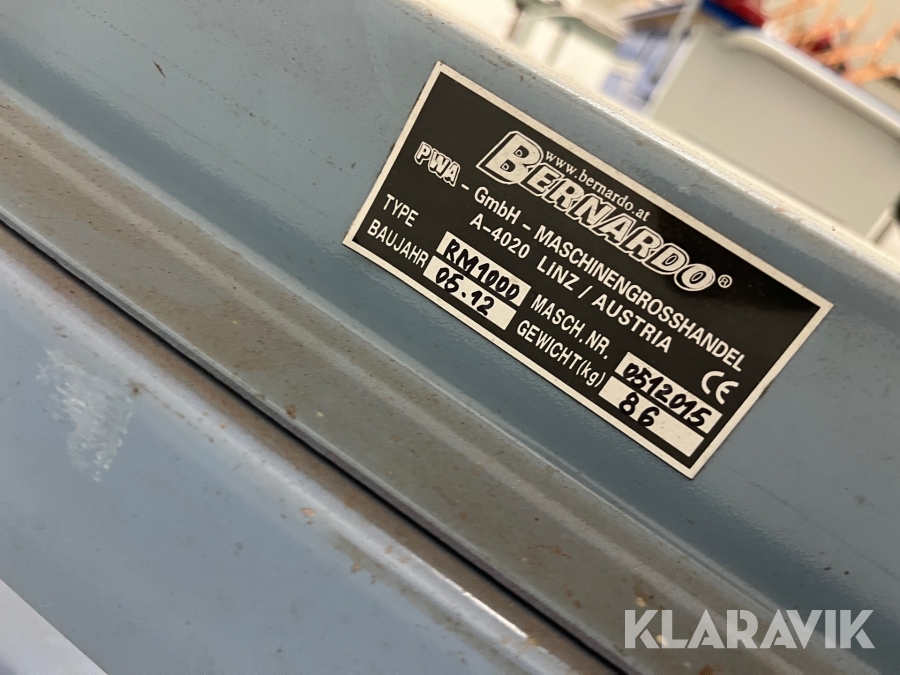 www.bernardo.at
BERNARDO®
PWA - GmbH - MASCHINENGROSSHANDEL
A-4020 LINZ / AUSTRIA
CE
TYPE RM1000 MASCH.NR. 0512015
BAUJAHR 05.12 GEWICHT(kg) 86
KLARAVIK